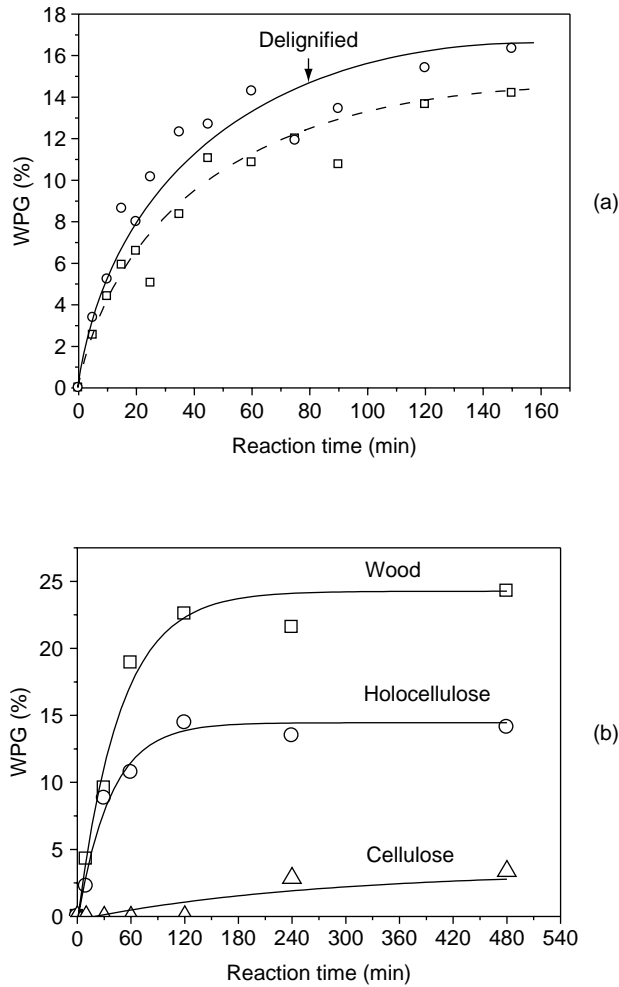 18
16
14
12
10
8
6
4
2
0
WPG (%)
Delignified
0 20 40 60 80 100 120 140 160
Reaction time (min)
(a)
25
20
15
10
5
0
WPG (%)
Wood
Holocellulose
Cellulose
0 60 120 180 240 300 360 420 480 540
Reaction time (min)
(b)